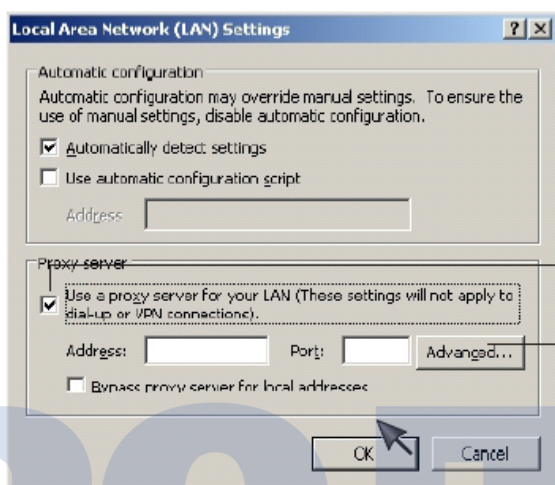 Local Area Network (LAN) Settings
Automatic configuration
Automatic configuration may override manual settings. To ensure the
use of manual settings, disable automatic configuration.
Automatically detect settings
Use automatic configuration script
Address
Proxy server
Use a proxy server for your LAN (These settings will not apply to
dial-up or VPN connections).
Address: Port: Advanced...
Bypass proxy server for local addresses
OK Cancel